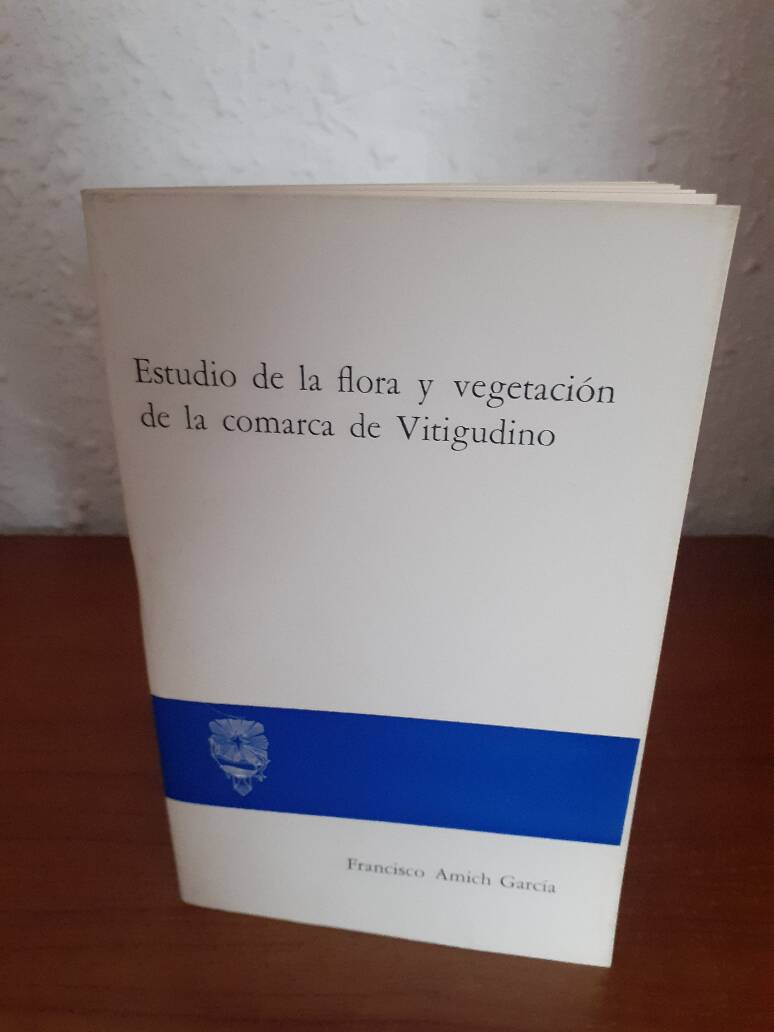 Estudio de la flora y vegetación
de la comarca de Vitigudino
Francisco Amich García